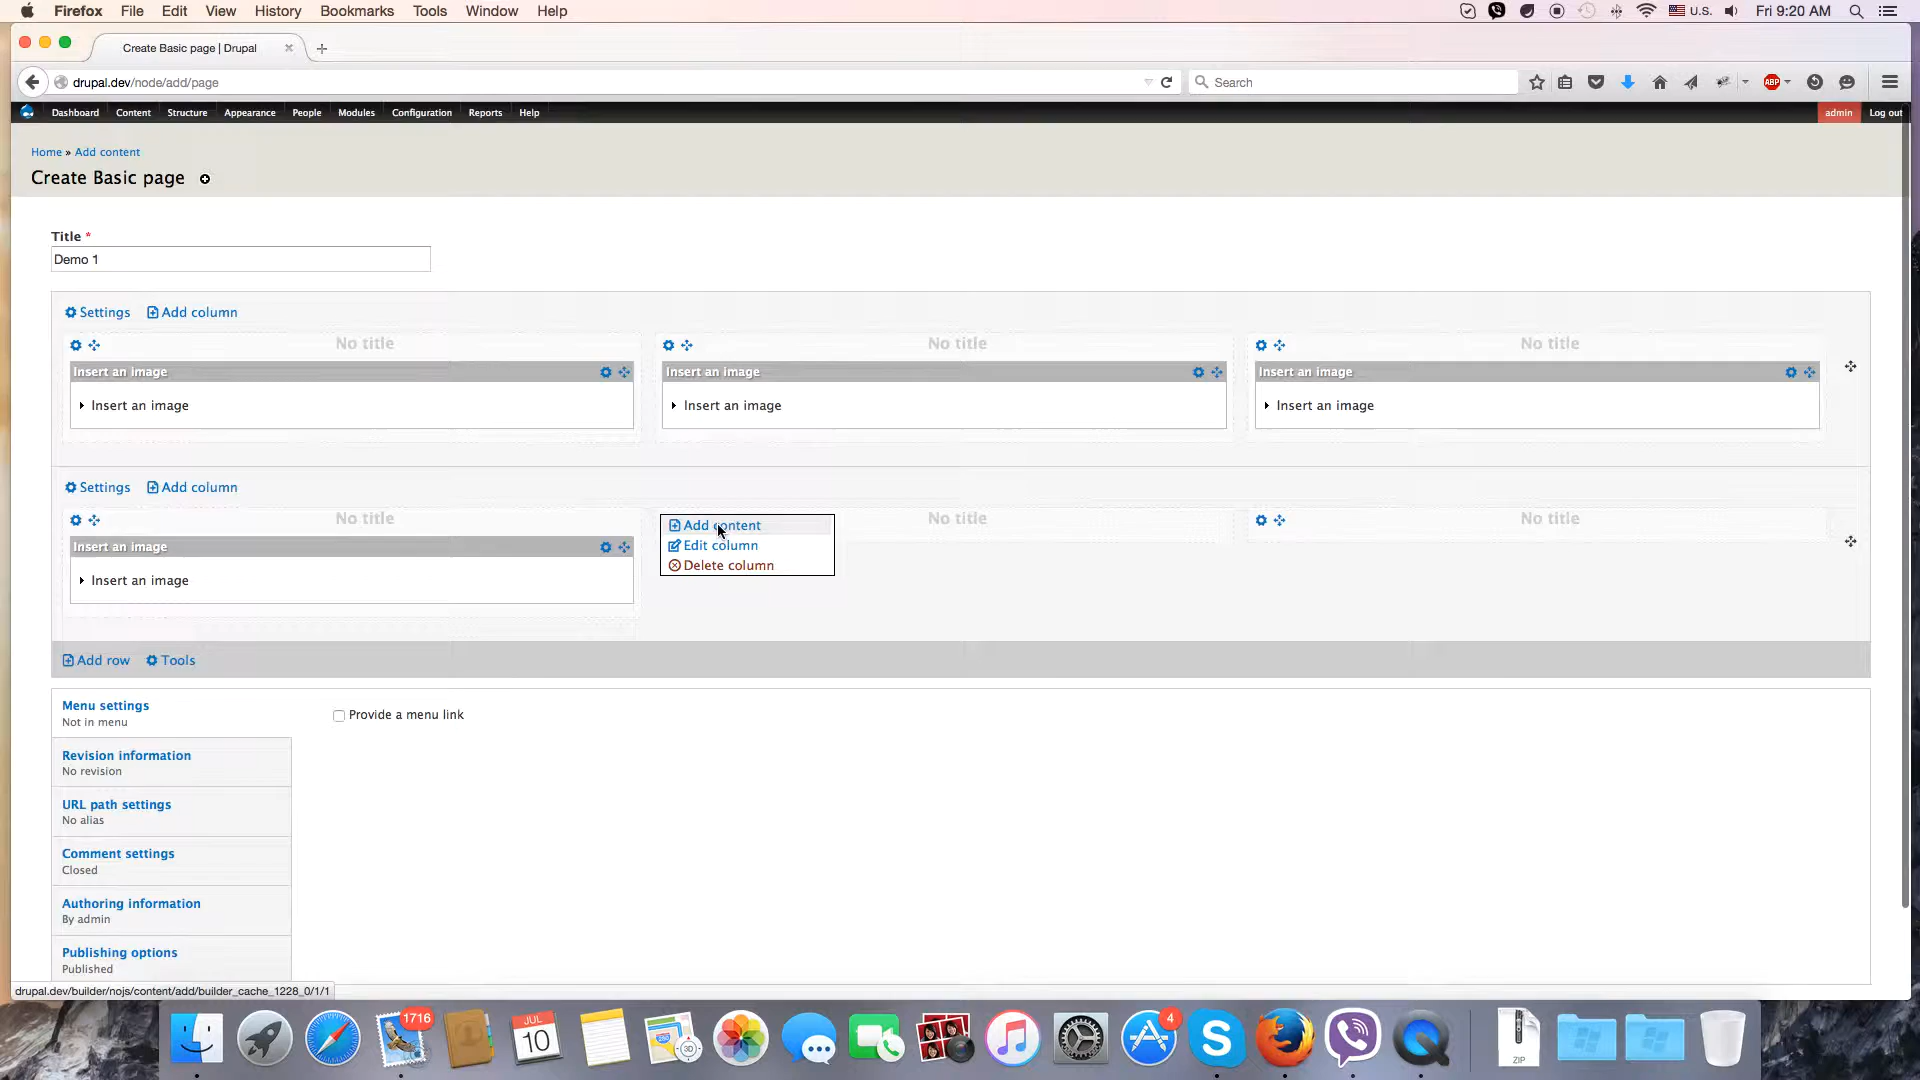 Firefox File Edit View History Bookmarks Tools Window Help U.S. Fri 9:20 AM
Create Basic page | Drupal
drupal.dev/node/add/page Search ABP
Dashboard Content Structure Appearance People Modules Configuration Reports Help admin Log out
Home » Add content
Create Basic page
Title *
Demo 1
Settings Add column
No title No title No title
Insert an image Insert an image Insert an image
Insert an image Insert an image Insert an image
Settings Add column
No title No title No title
Add content
Insert an image Edit column
Delete column
Insert an image
Add row Tools
Menu settings
Not in menu
Provide a menu link
Revision information
No revision
URL path settings
No alias
Comment settings
Closed
Authoring information
By admin
Publishing options
Published
drupal.dev/builder/nojs/content/add/builder_cache_1228_0/1/1
1716 JUL 10 3D 4 ZIP